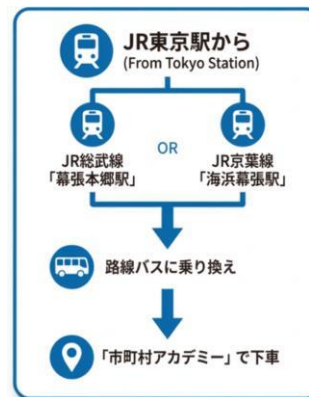 JR東京駅から
(From Tokyo Station)
JR総武線
「幕張本郷駅」
OR
JR京葉線
「海浜幕張駅」
路線バスに乗り換え
「市町村アカデミー」で下車